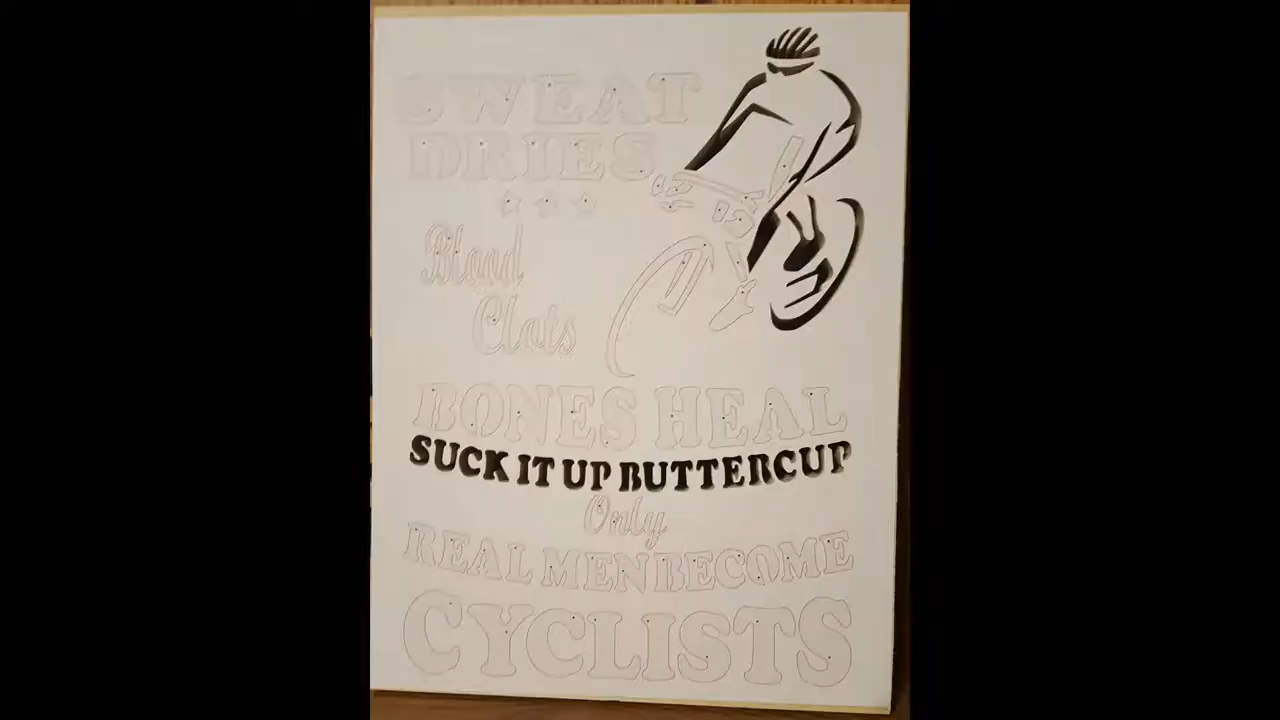 SWEAT
DRIES
Blood
Clots
BONES HEAL
SUCK IT UP BUTTERCUP
Only
REAL MEN BECOME
CYCLISTS